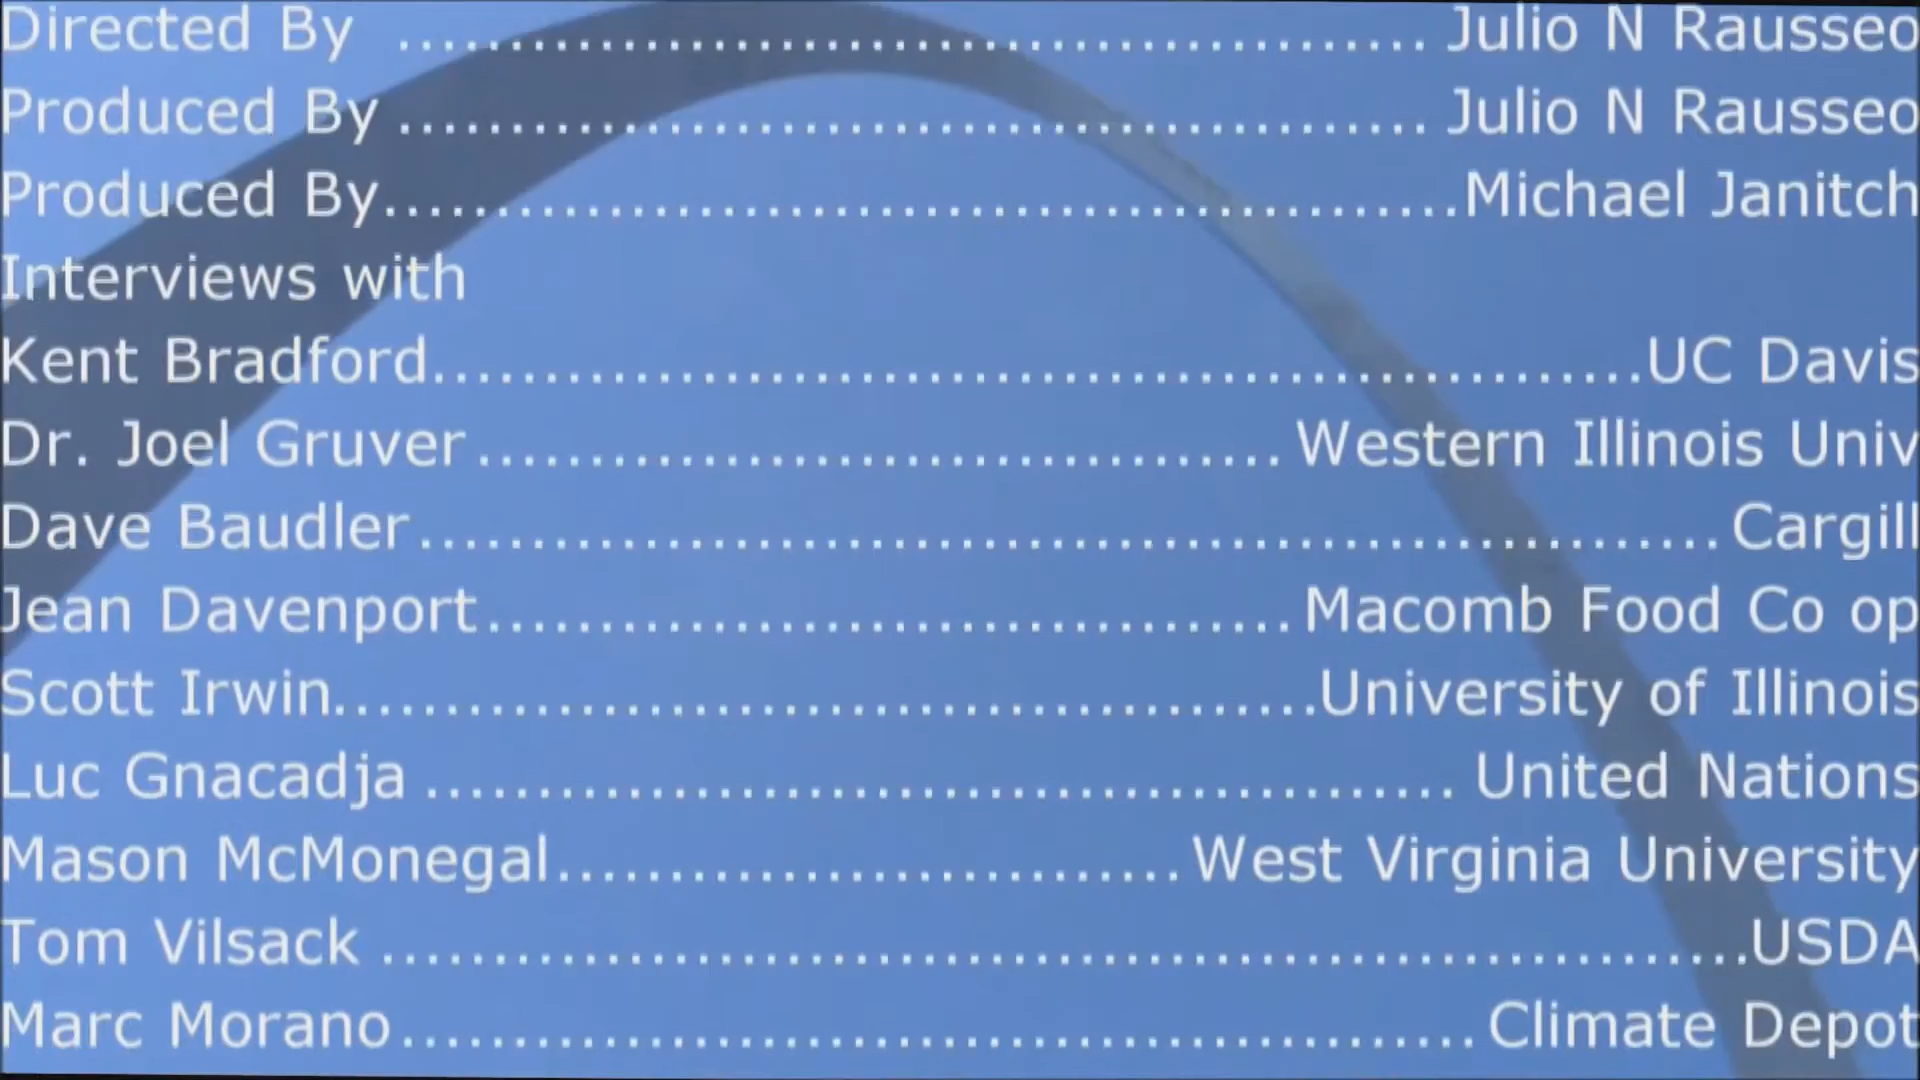 Directed By ............................................. Julio N Rausseo
Produced By ............................................. Julio N Rausseo
Produced By...............................................Michael Janitch
Interviews with
Kent Bradford.....................................................UC Davis
Dr. Joel Gruver.................................... Western Illinois Univ
Dave Baudler.......................................................... Cargill
Jean Davenport.................................... Macomb Food Co op
Scott Irwin...........................................University of Illinois
Luc Gnacadja .............................................. United Nations
Mason McMonegal............................ West Virginia University
Tom Vilsack .............................................................USDA
Marc Morano................................................ Climate Depot